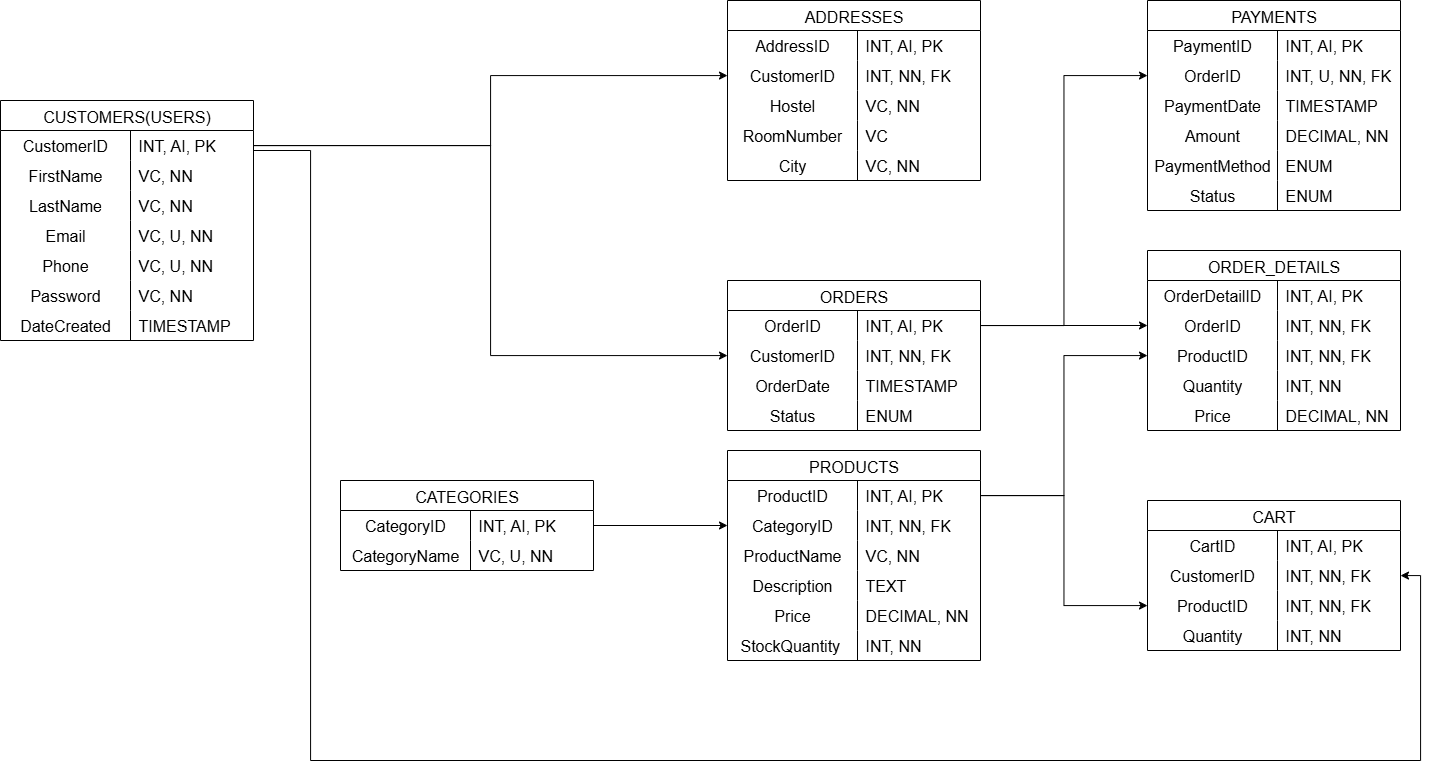 CUSTOMERS(USERS)
CustomerID INT, AI, PK
FirstName VC, NN
LastName VC, NN
Email VC, U, NN
Phone VC, U, NN
Password VC, NN
DateCreated TIMESTAMP
ADDRESSES
AddressID INT, AI, PK
CustomerID INT, NN, FK
Hostel VC, NN
RoomNumber VC
City VC, NN
PAYMENTS
PaymentID INT, AI, PK
OrderID INT, U, NN, FK
PaymentDate TIMESTAMP
Amount DECIMAL, NN
PaymentMethod ENUM
Status ENUM
ORDERS
OrderID INT, AI, PK
CustomerID INT, NN, FK
OrderDate TIMESTAMP
Status ENUM
ORDER_DETAILS
OrderDetailID INT, AI, PK
OrderID INT, NN, FK
ProductID INT, NN, FK
Quantity INT, NN
Price DECIMAL, NN
CATEGORIES
CategoryID INT, AI, PK
CategoryName VC, U, NN
PRODUCTS
ProductID INT, AI, PK
CategoryID INT, NN, FK
ProductName VC, NN
Description TEXT
Price DECIMAL, NN
StockQuantity INT, NN
CART
CartID INT, AI, PK
CustomerID INT, NN, FK
ProductID INT, NN, FK
Quantity INT, NN